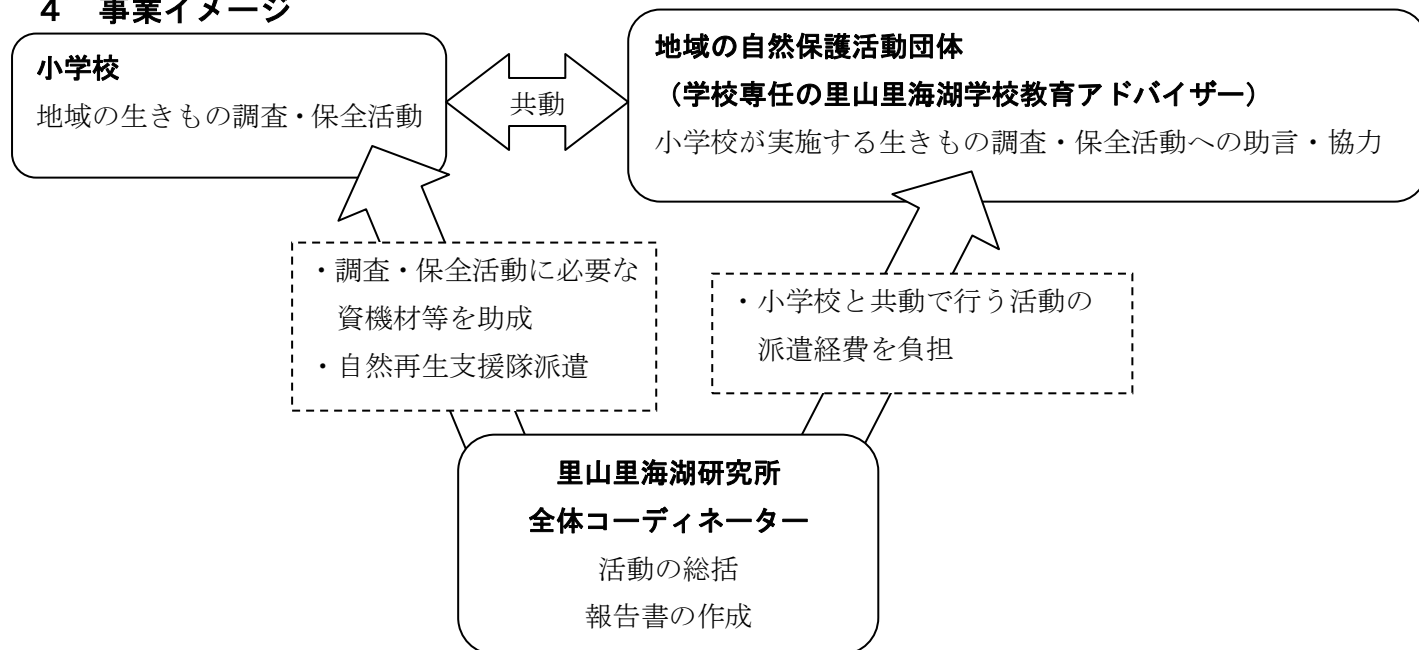 ４　事業イメージ
小学校
地域の生きもの調査・保全活動
共動
地域の自然保護活動団体
（学校専任の里山里海湖学校教育アドバイザー）
小学校が実施する生きもの調査・保全活動への助言・協力
・調査・保全活動に必要な
資機材等を助成
・自然再生支援隊派遣
・小学校と共動で行う活動の
派遣経費を負担
里山里海湖研究所
全体コーディネーター
活動の総括
報告書の作成